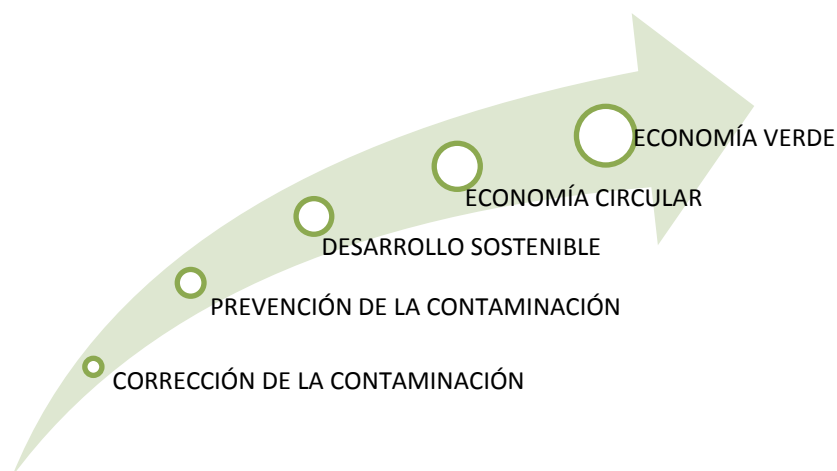 ECONOMÍA VERDE
ECONOMÍA CIRCULAR
DESARROLLO SOSTENIBLE
PREVENCIÓN DE LA CONTAMINACIÓN
CORRECCIÓN DE LA CONTAMINACIÓN